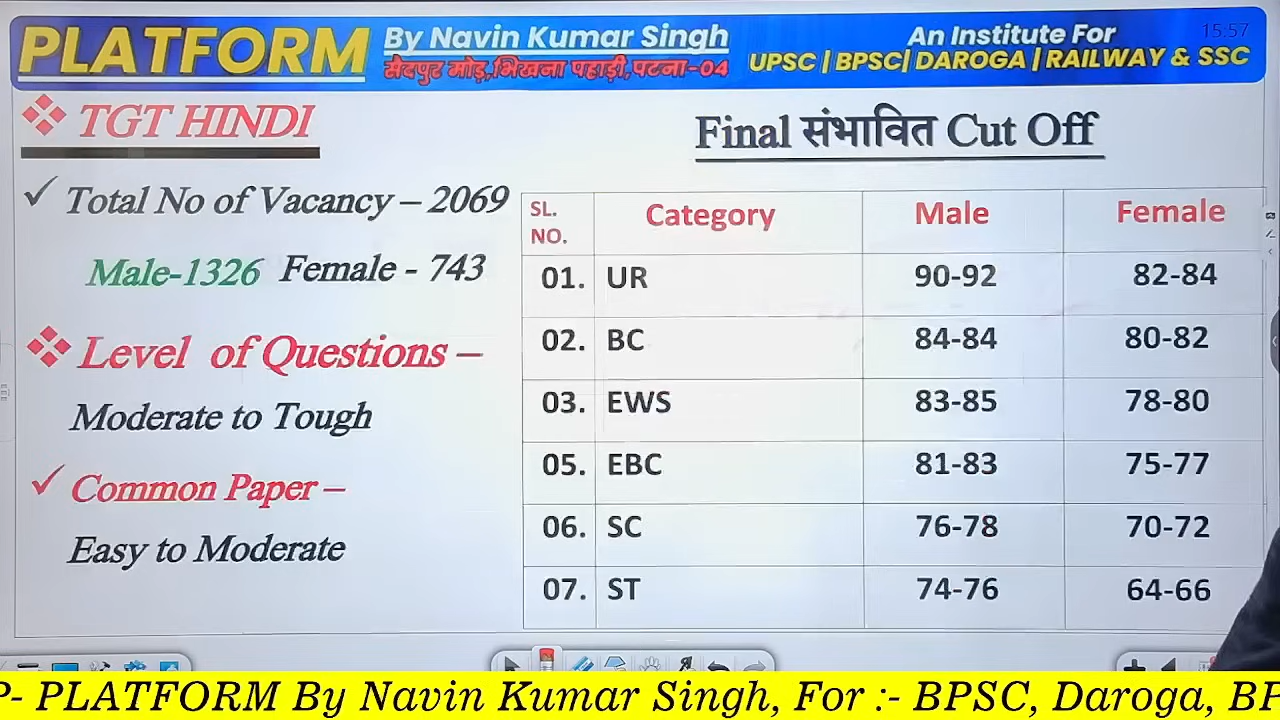 PLATFORM By Navin Kumar Singh An Institute For 15:57
सैदपुर मोड़,भिखना पहाड़ी,पटना-04 UPSC | BPSC| DAROGA | RAILWAY & SSC
TGT HINDI
Final संभावित Cut Off
Total No of Vacancy – 2069
Male-1326 Female - 743
Level of Questions –
Moderate to Tough
Common Paper –
Easy to Moderate
SL. NO. Category Male Female
01. UR 90-92 82-84
02. BC 84-84 80-82
03. EWS 83-85 78-80
05. EBC 81-83 75-77
06. SC 76-78 70-72
07. ST 74-76 64-66
P- PLATFORM By Navin Kumar Singh, For :- BPSC, Daroga, BP